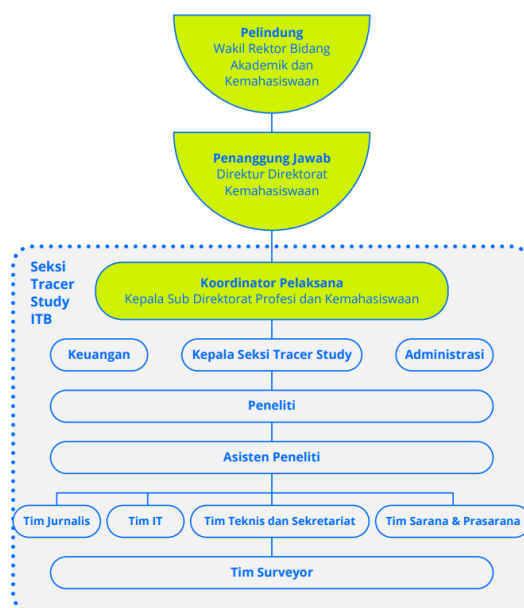 Pelindung
Wakil Rektor Bidang
Akademik dan
Kemahasiswaan
Penanggung Jawab
Direktur Direktorat
Kemahasiswaan
Seksi
Tracer
Study
ITB
Koordinator Pelaksana
Kepala Sub Direktorat Profesi dan Kemahasiswaan
Keuangan
Kepala Seksi Tracer Study
Administrasi
Peneliti
Asisten Peneliti
Tim Jurnalis
Tim IT
Tim Teknis dan Sekretariat
Tim Sarana & Prasarana
Tim Surveyor